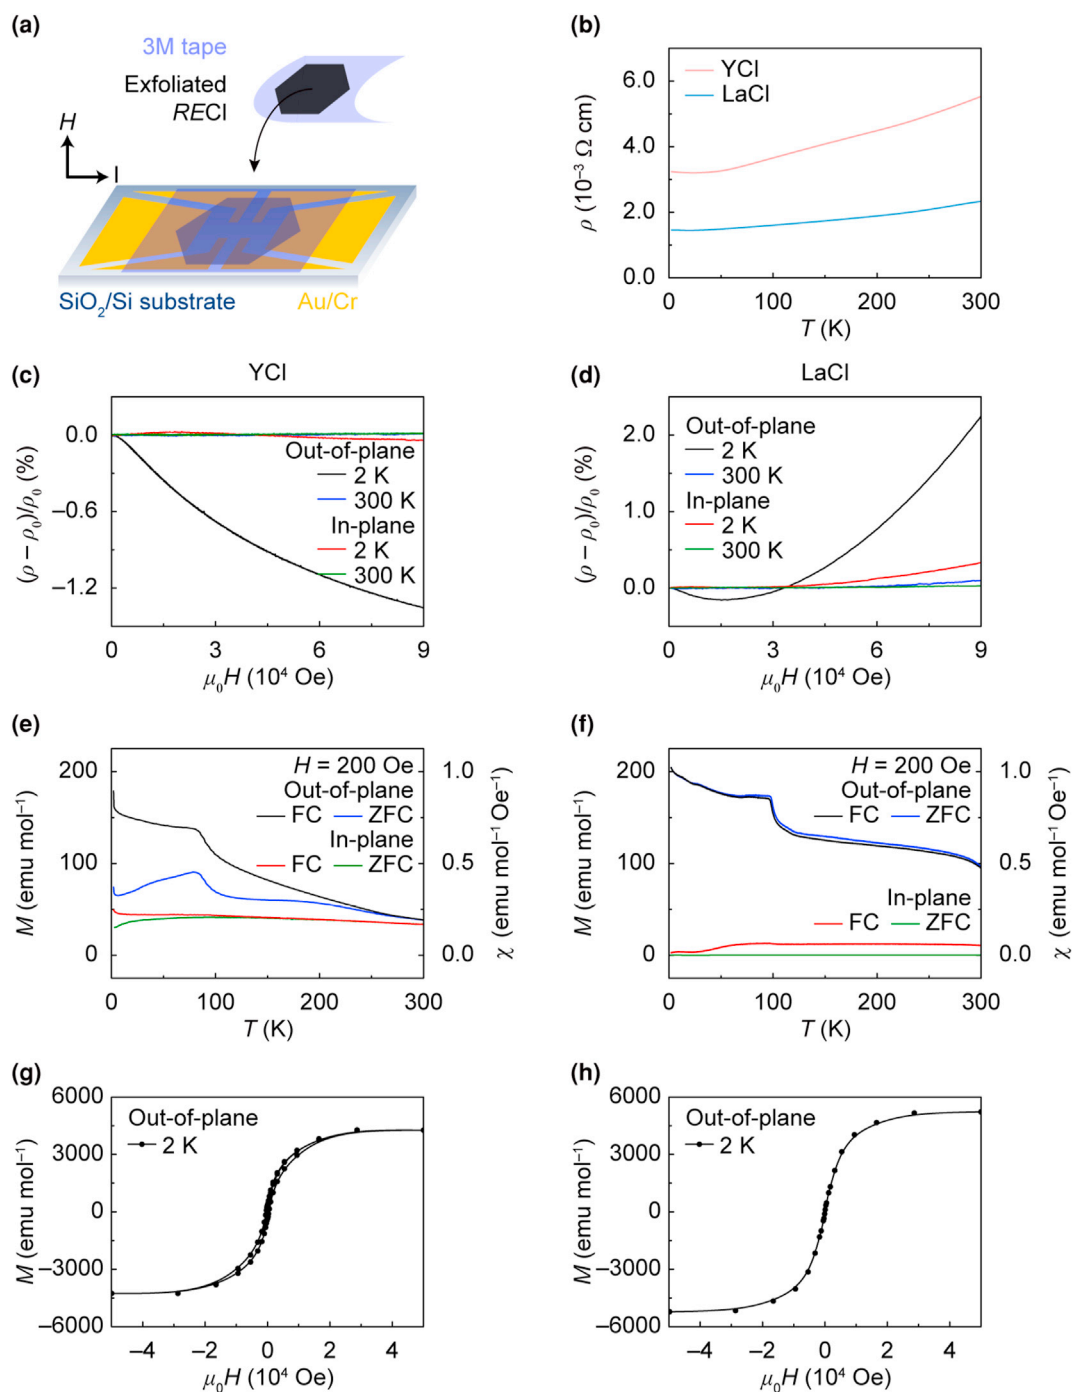 (a)
3M tape
Exfoliated
RECl
H
I
SiO₂/Si substrate
Au/Cr
(b)
6.0
4.0
2.0
0.0
ρ (10⁻³ Ω cm)
YCl
LaCl
0
100
200
300
T (K)
(c)
YCl
0.0
−0.6
−1.2
(ρ − ρ₀)/ρ₀ (%)
Out-of-plane
2 K
300 K
In-plane
2 K
300 K
0
3
6
9
μ₀H (10⁴ Oe)
(d)
LaCl
2.0
1.0
0.0
(ρ − ρ₀)/ρ₀ (%)
Out-of-plane
2 K
300 K
In-plane
2 K
300 K
0
3
6
9
μ₀H (10⁴ Oe)
(e)
200
100
0
M (emu mol⁻¹)
H = 200 Oe
Out-of-plane
FC ZFC
In-plane
FC ZFC
1.0
0.5
0.0
χ (emu mol⁻¹ Oe⁻¹)
0
100
200
300
T (K)
(f)
200
100
0
M (emu mol⁻¹)
H = 200 Oe
Out-of-plane
FC ZFC
In-plane
FC ZFC
1.0
0.5
0.0
χ (emu mol⁻¹ Oe⁻¹)
0
100
200
300
T (K)
(g)
6000
3000
0
−3000
−6000
M (emu mol⁻¹)
Out-of-plane
2 K
−4
−2
0
2
4
μ₀H (10⁴ Oe)
(h)
6000
3000
0
−3000
−6000
M (emu mol⁻¹)
Out-of-plane
2 K
−4
−2
0
2
4
μ₀H (10⁴ Oe)